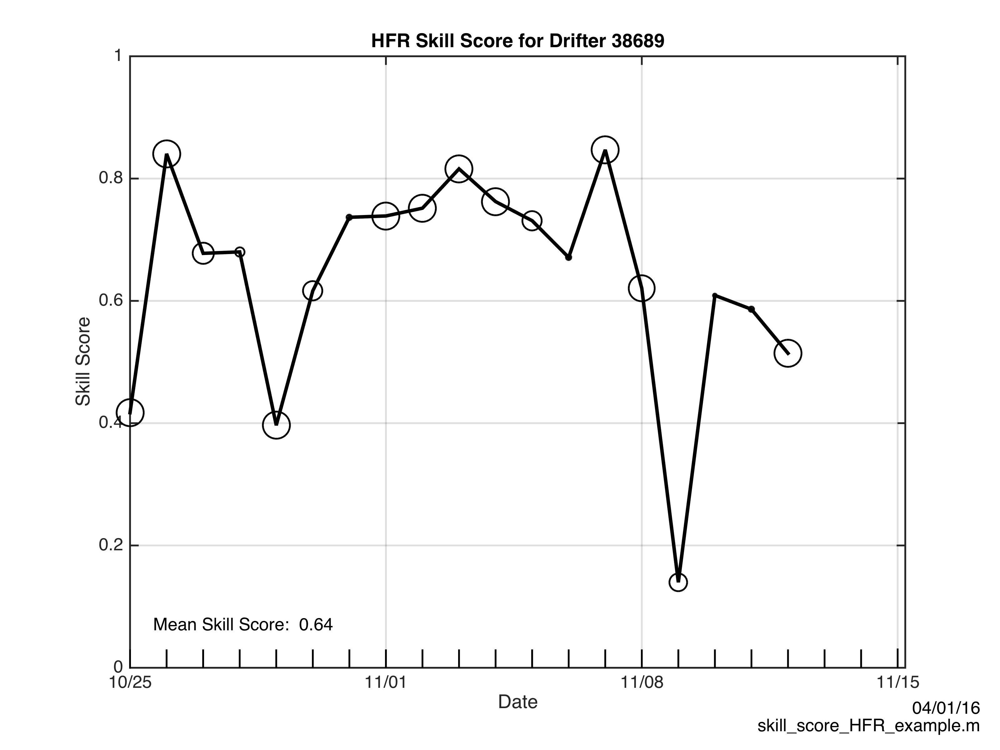 HFR Skill Score for Drifter 38689
1
0.8
0.6
0.4
0.2
0
Skill Score
Mean Skill Score:  0.64
10/25 11/01 11/08 11/15
Date
04/01/16
skill_score_HFR_example.m